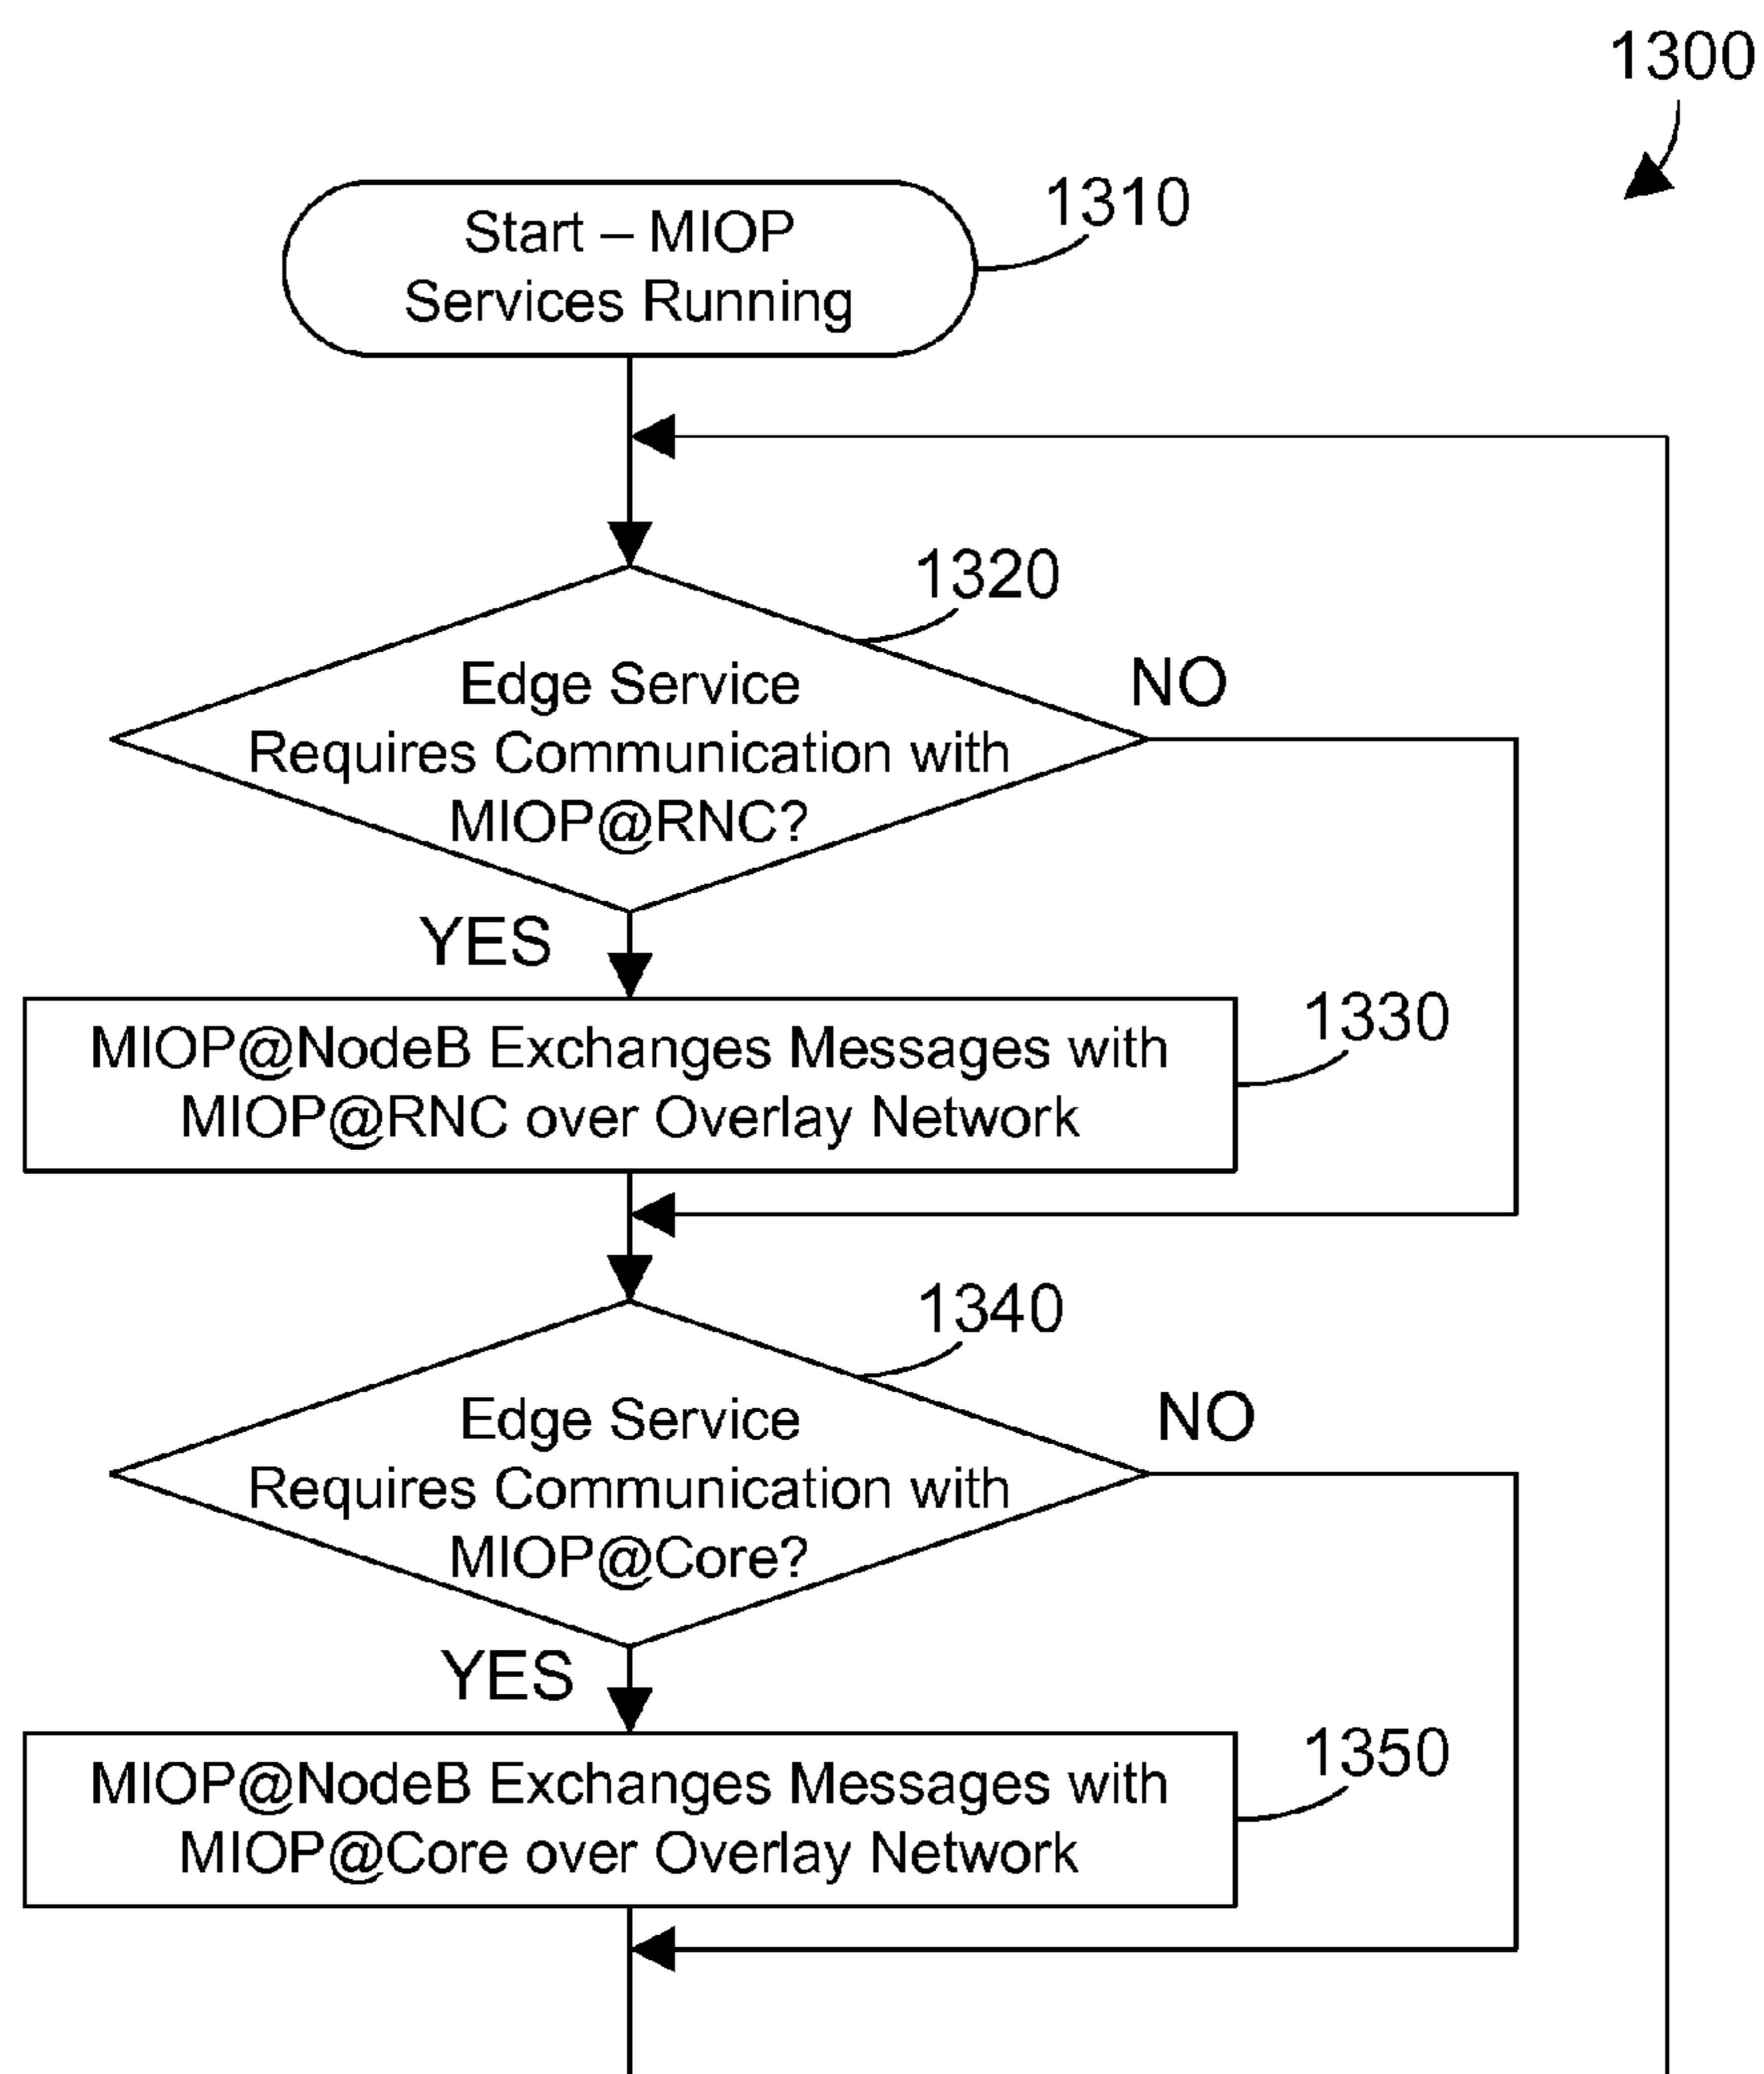 1300
1310
Start – MIOP
Services Running
1320
Edge Service
Requires Communication with
MIOP@RNC?
NO
YES
1330
MIOP@NodeB Exchanges Messages with
MIOP@RNC over Overlay Network
1340
Edge Service
Requires Communication with
MIOP@Core?
NO
YES
1350
MIOP@NodeB Exchanges Messages with
MIOP@Core over Overlay Network